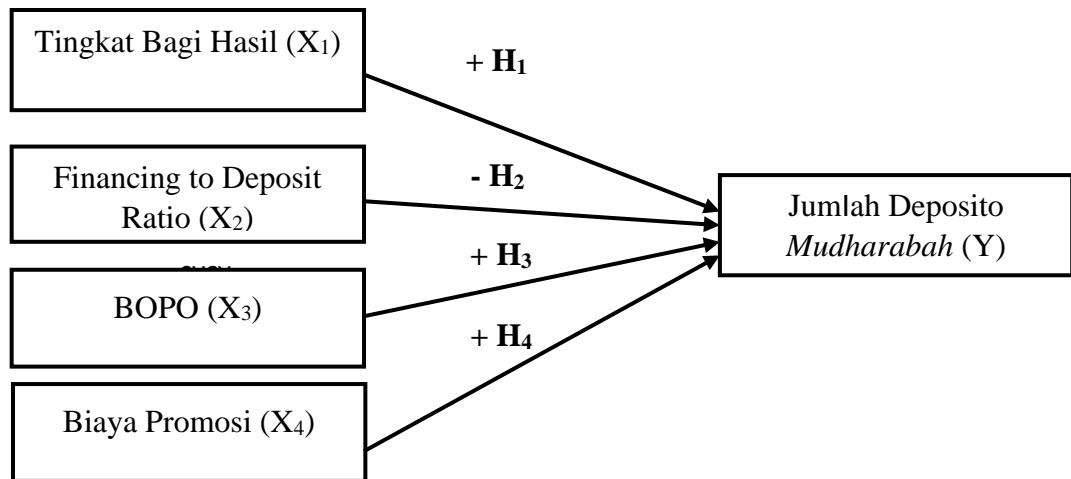 Tingkat Bagi Hasil (X₁)
+ H₁
Financing to Deposit
Ratio (X₂)
- H₂
BOPO (X₃)
+ H₃
Biaya Promosi (X₄)
+ H₄
Jumlah Deposito
Mudharabah (Y)